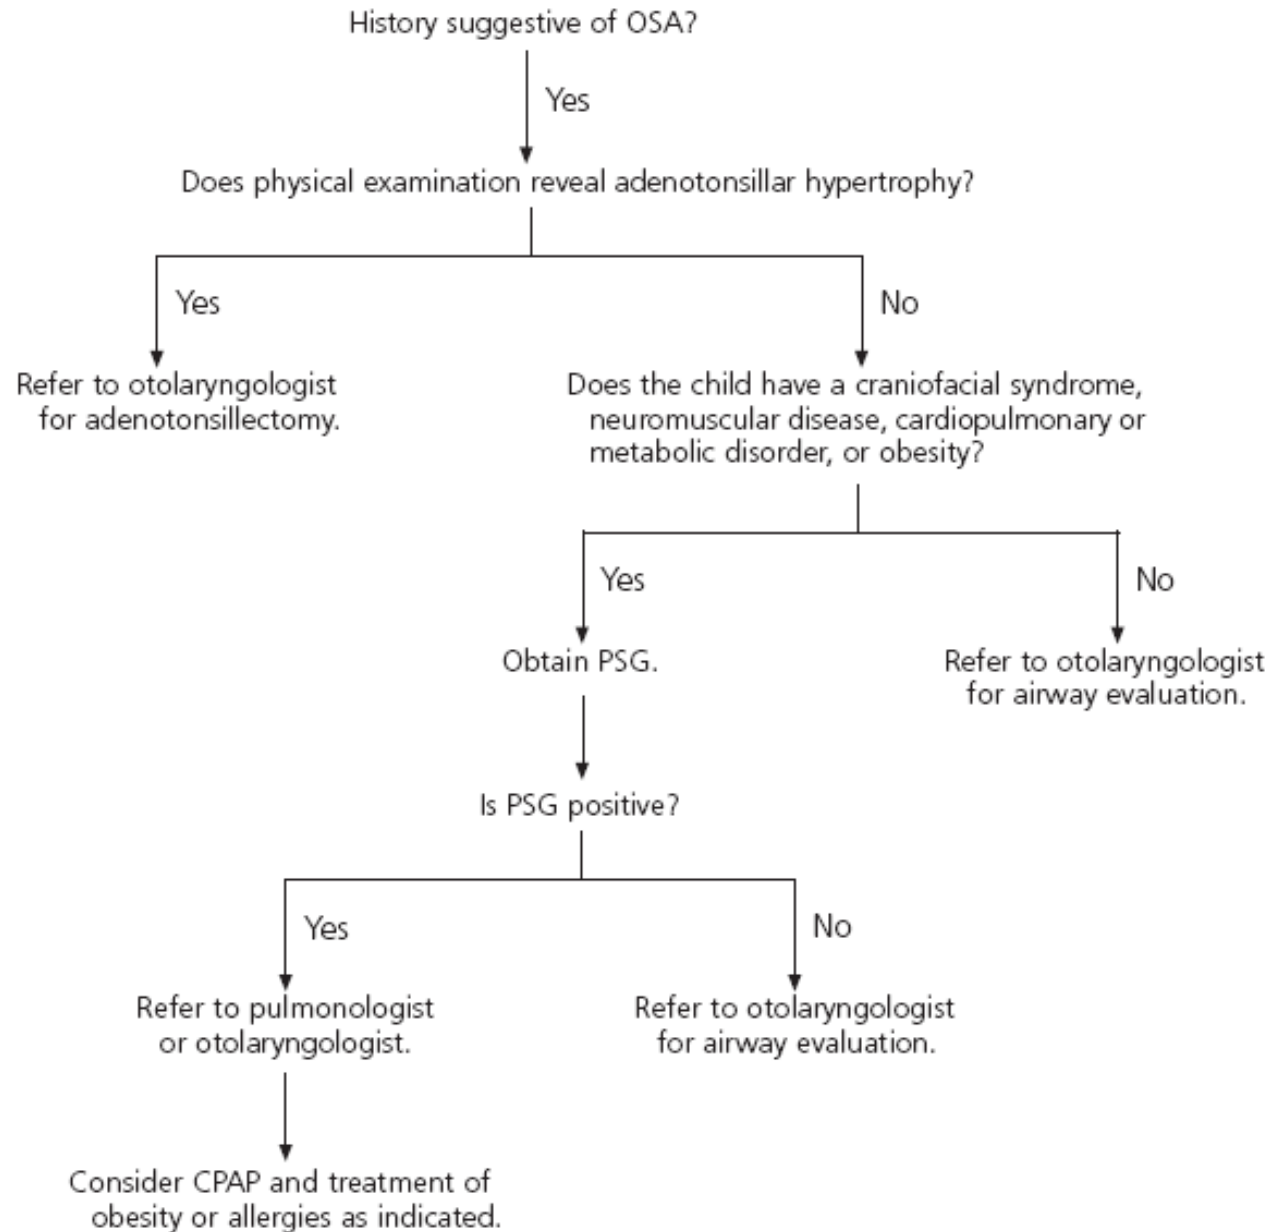 History suggestive of OSA?
Yes
Does physical examination reveal adenotonsillar hypertrophy?
Yes
No
Refer to otolaryngologist
for adenotonsillectomy.
Does the child have a craniofacial syndrome,
neuromuscular disease, cardiopulmonary or
metabolic disorder, or obesity?
Yes
No
Obtain PSG.
Refer to otolaryngologist
for airway evaluation.
Is PSG positive?
Yes
No
Refer to pulmonologist
or otolaryngologist.
Refer to otolaryngologist
for airway evaluation.
Consider CPAP and treatment of
obesity or allergies as indicated.